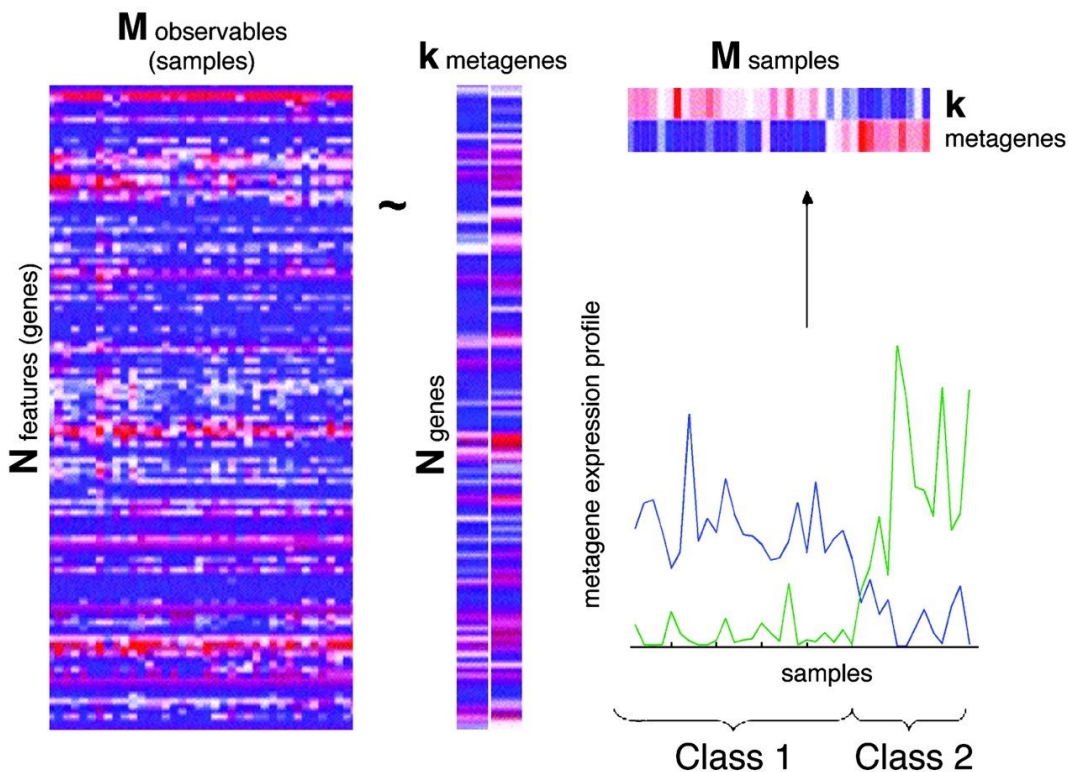 M observables
(samples)
N features (genes)
~
k metagenes
N genes
M samples
k
metagenes
metagene expression profile
samples
Class 1
Class 2